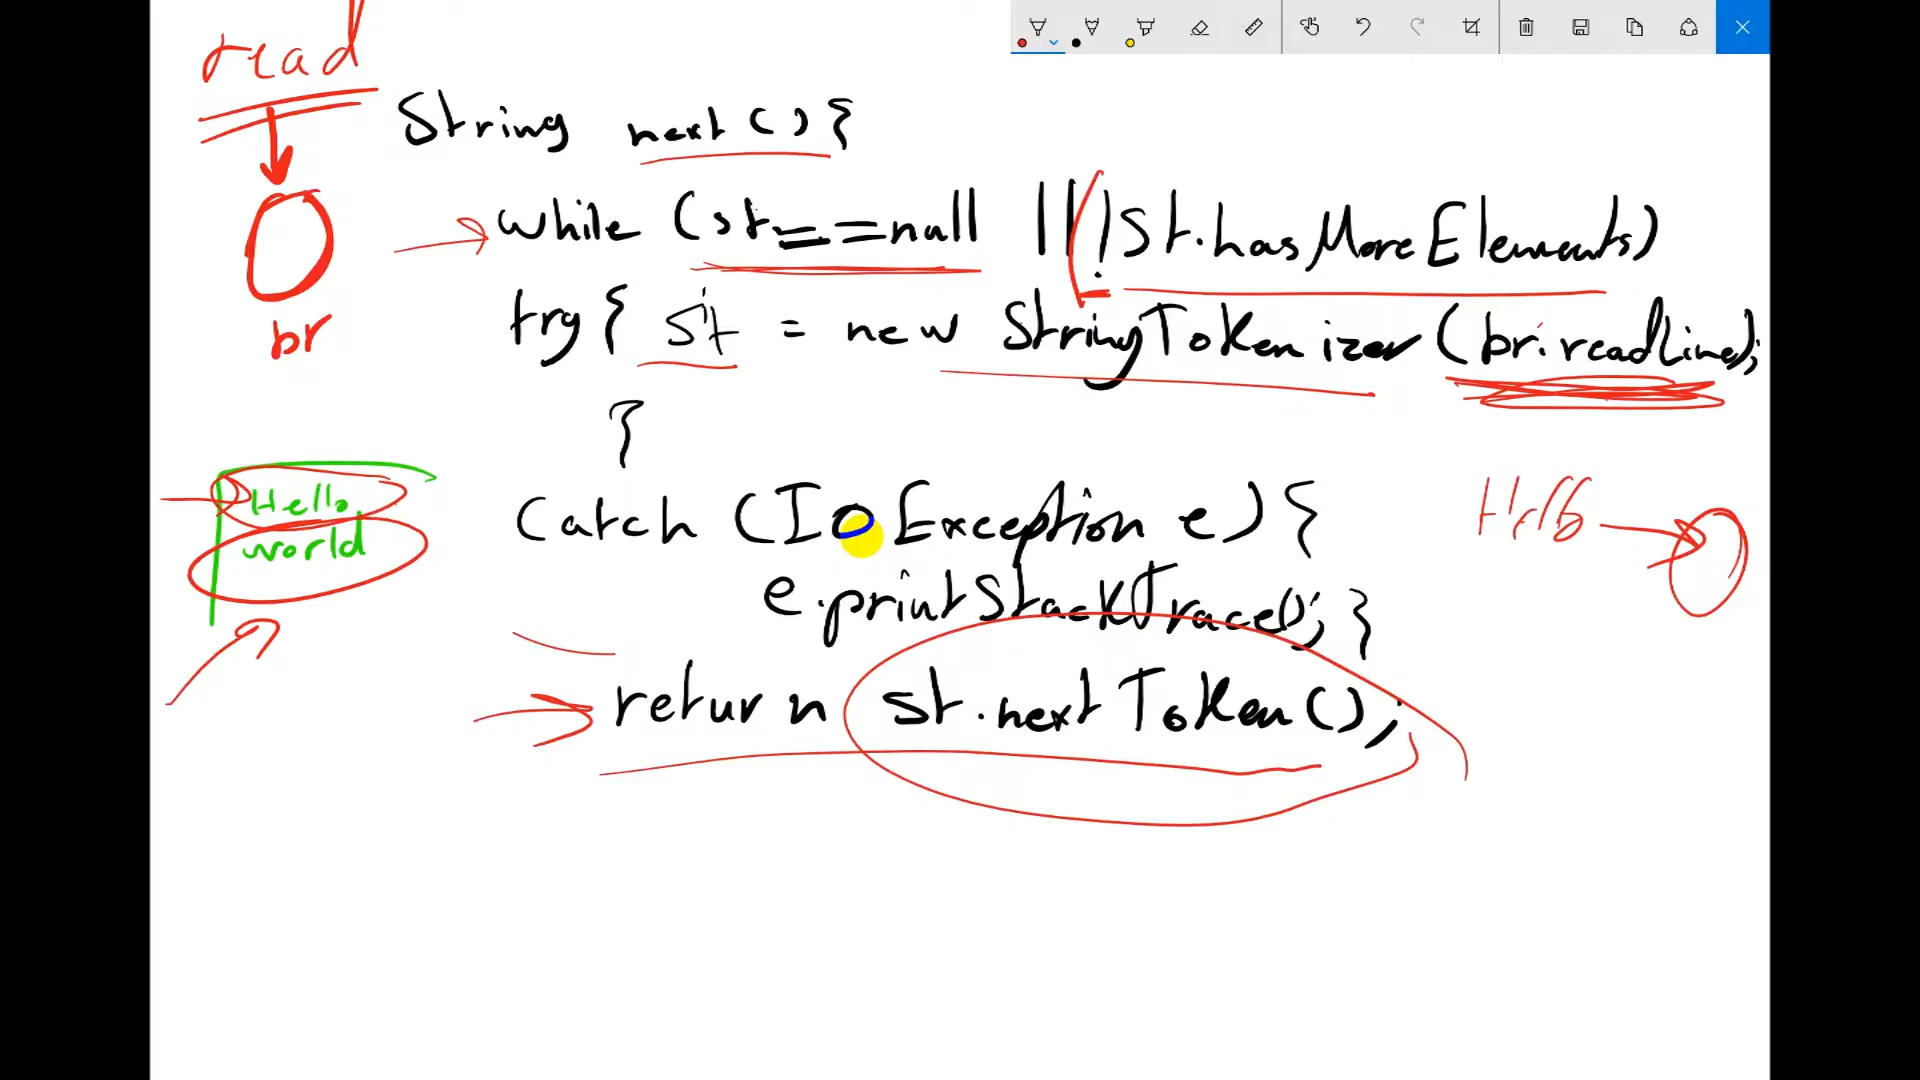 read
String next () {
while (st == null || !St.hasMoreElements)
try { st = new StringTokenizer (br.readLine);
}
br
Hello
world
Catch (IoException e) {
e.printStackTrace(); }
Hello
return st.nextToken();